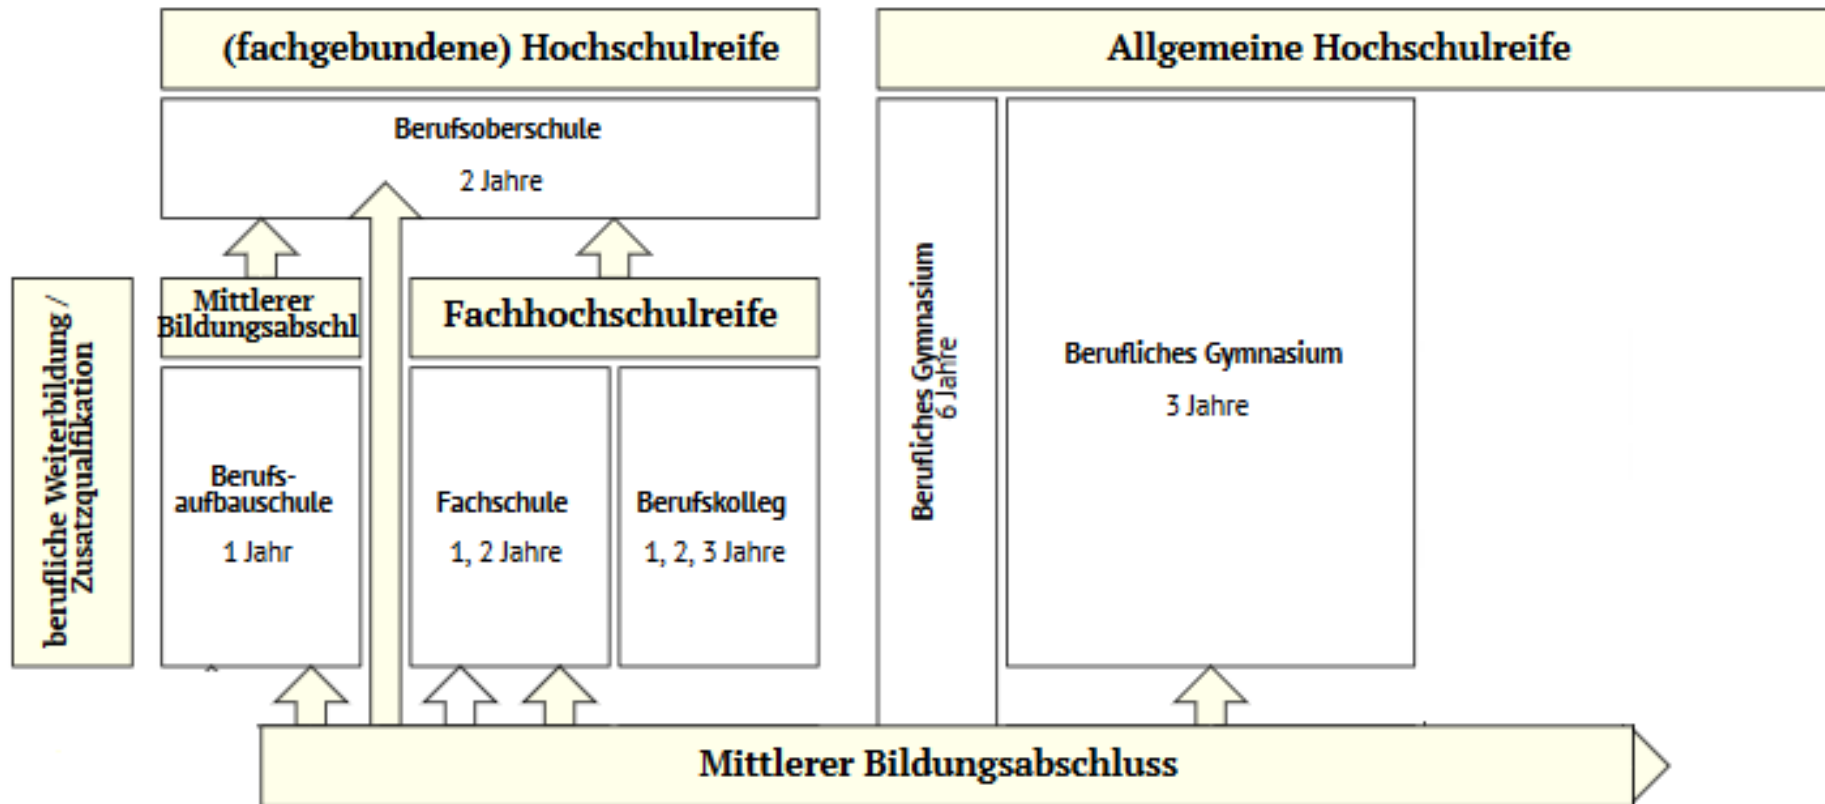 (fachgebundene) Hochschulreife
Allgemeine Hochschulreife
Berufsoberschule
2 Jahre
berufliche Weiterbildung /
Zusatzqualfikation
Mittlerer
Bildungsabschl
Fachhochschulreife
Berufs-
aufbauschule
1 Jahr
Fachschule
1, 2 Jahre
Berufskolleg
1, 2, 3 Jahre
Berufliches Gymnasium
6 Jahre
Berufliches Gymnasium
3 Jahre
Mittlerer Bildungsabschluss